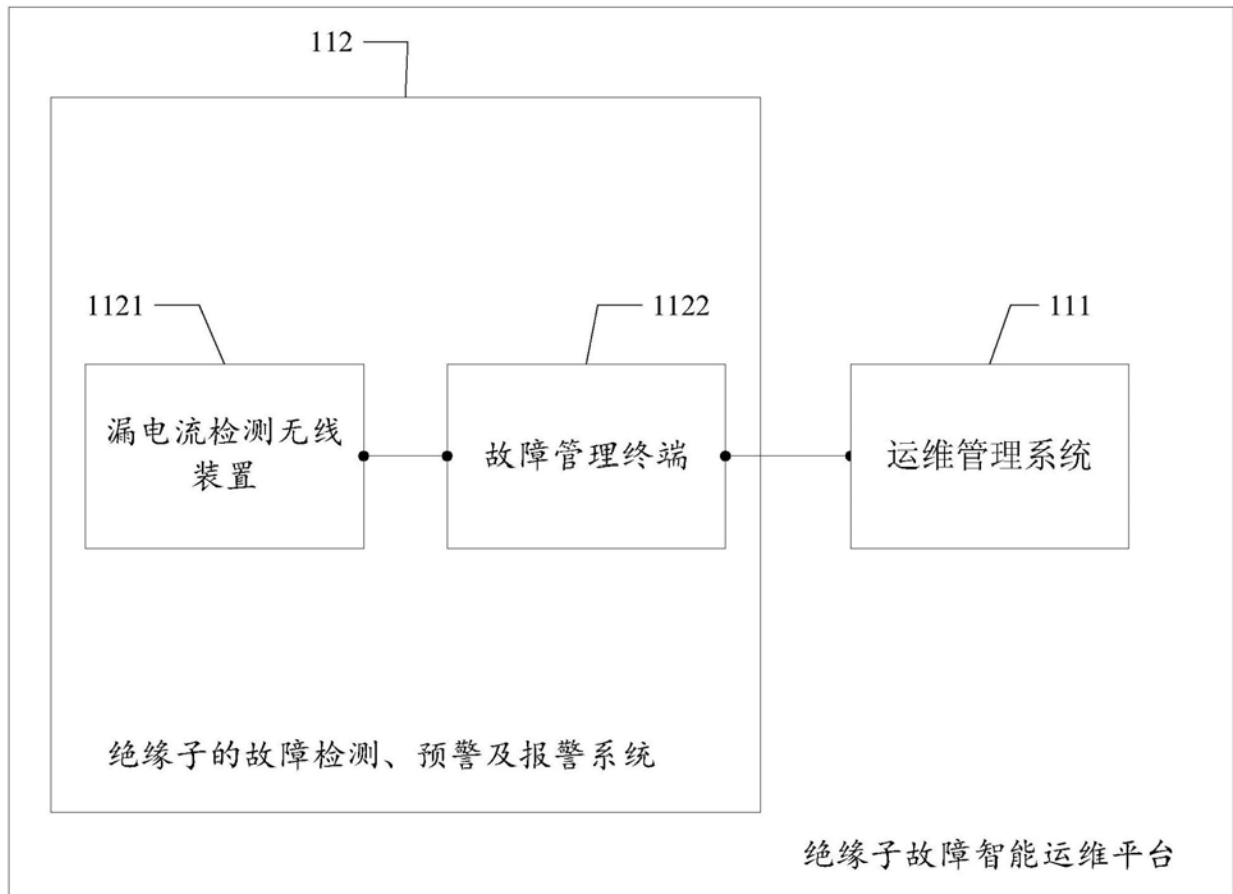 112
1121
1122
111
漏电流检测无线
装置
故障管理终端
运维管理系统
绝缘子的故障检测、预警及报警系统
绝缘子故障智能运维平台